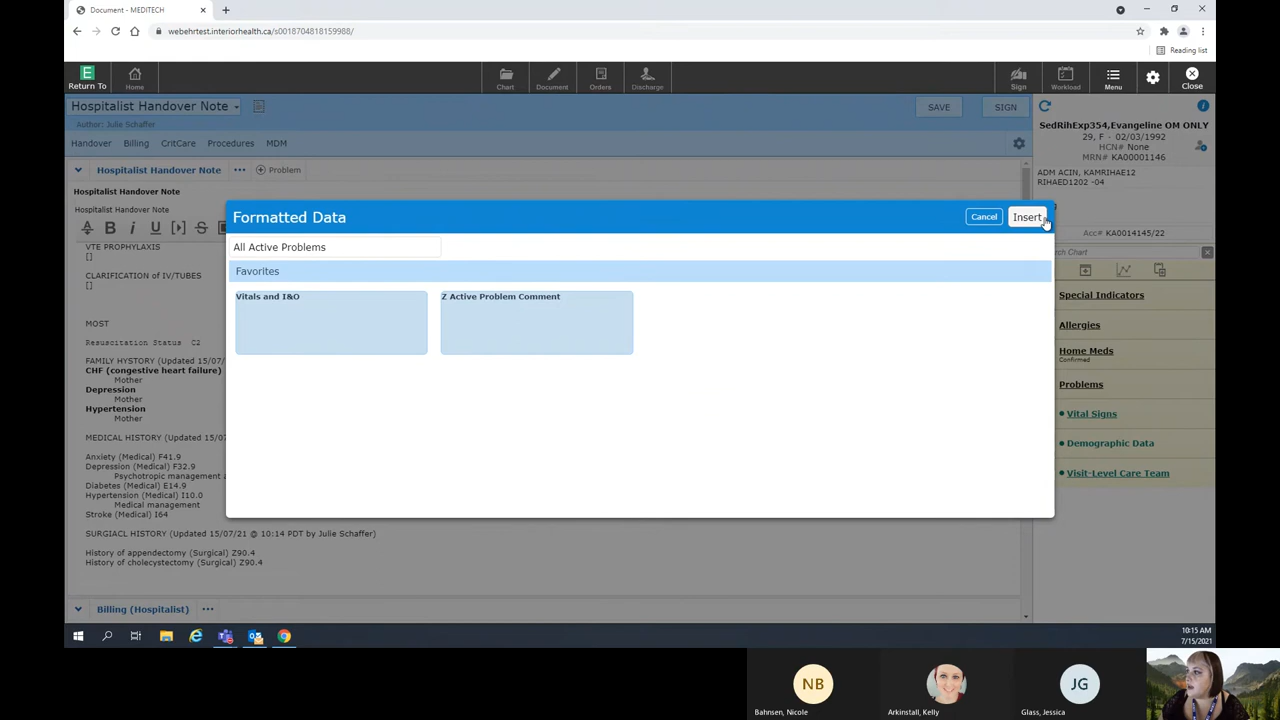 Document - MEDITECH
webehrtest.interiorhealth.ca/s0018704818159988/
Reading list
E
Return To
Home
Chart
Document
Orders
Discharge
Sign
Workload
Menu
Close
Hospitalist Handover Note
SAVE
SIGN
Author: Julie Schaffer
Handover
Billing
CritCare
Procedures
MDM
SedRihExp354,Evangeline OM ONLY
29, F - 02/03/1992
HCN# None
MRN# KA00001146
ADM ACIN, KAMRIHAE12
RIHAED1202 -04
Acc# KA0014145/22
Hospitalist Handover Note
Problem
Hospitalist Handover Note
Hospitalist Handover Note
B I U S
Formatted Data
Cancel
Insert
All Active Problems
Favorites
Vitals and I&O
Z Active Problem Comment
VTE PROPHYLAXIS
[]
CLARIFICATION of IV/TUBES
[]
MOST
Resuscitation Status C2
FAMILY HYSTORY (Updated 15/07/
CHF (congestive heart failure)
Mother
Depression
Mother
Hypertension
Mother
MEDICAL HISTORY (Updated 15/07
Anxiety (Medical) F41.9
Depression (Medical) F32.9
Psychotropic management a
Diabetes (Medical) E14.9
Hypertension (Medical) I10.0
Medical management
Stroke (Medical) I64
SURGIACL HISTORY (Updated 15/07/21 @ 10:14 PDT by Julie Schaffer)
History of appendectomy (Surgical) Z90.4
History of cholecystectomy (Surgical) Z90.4
Billing (Hospitalist)
Chart
Special Indicators
Allergies
Home Meds
Confirmed
Problems
Vital Signs
Demographic Data
Visit-Level Care Team
10:15 AM
7/15/2021
NB
Bahnsen, Nicole
Arkinstall, Kelly
JG
Glass, Jessica